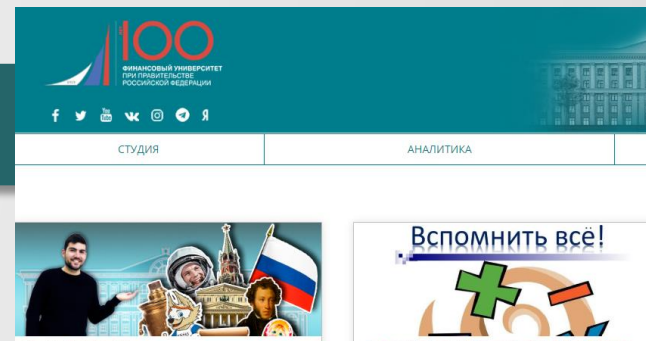 100
ФИНАНСОВЫЙ УНИВЕРСИТЕТ
ПРИ ПРАВИТЕЛЬСТВЕ
РОССИЙСКОЙ ФЕДЕРАЦИИ
СТУДИЯ
АНАЛИТИКА
Вспомнить всё!